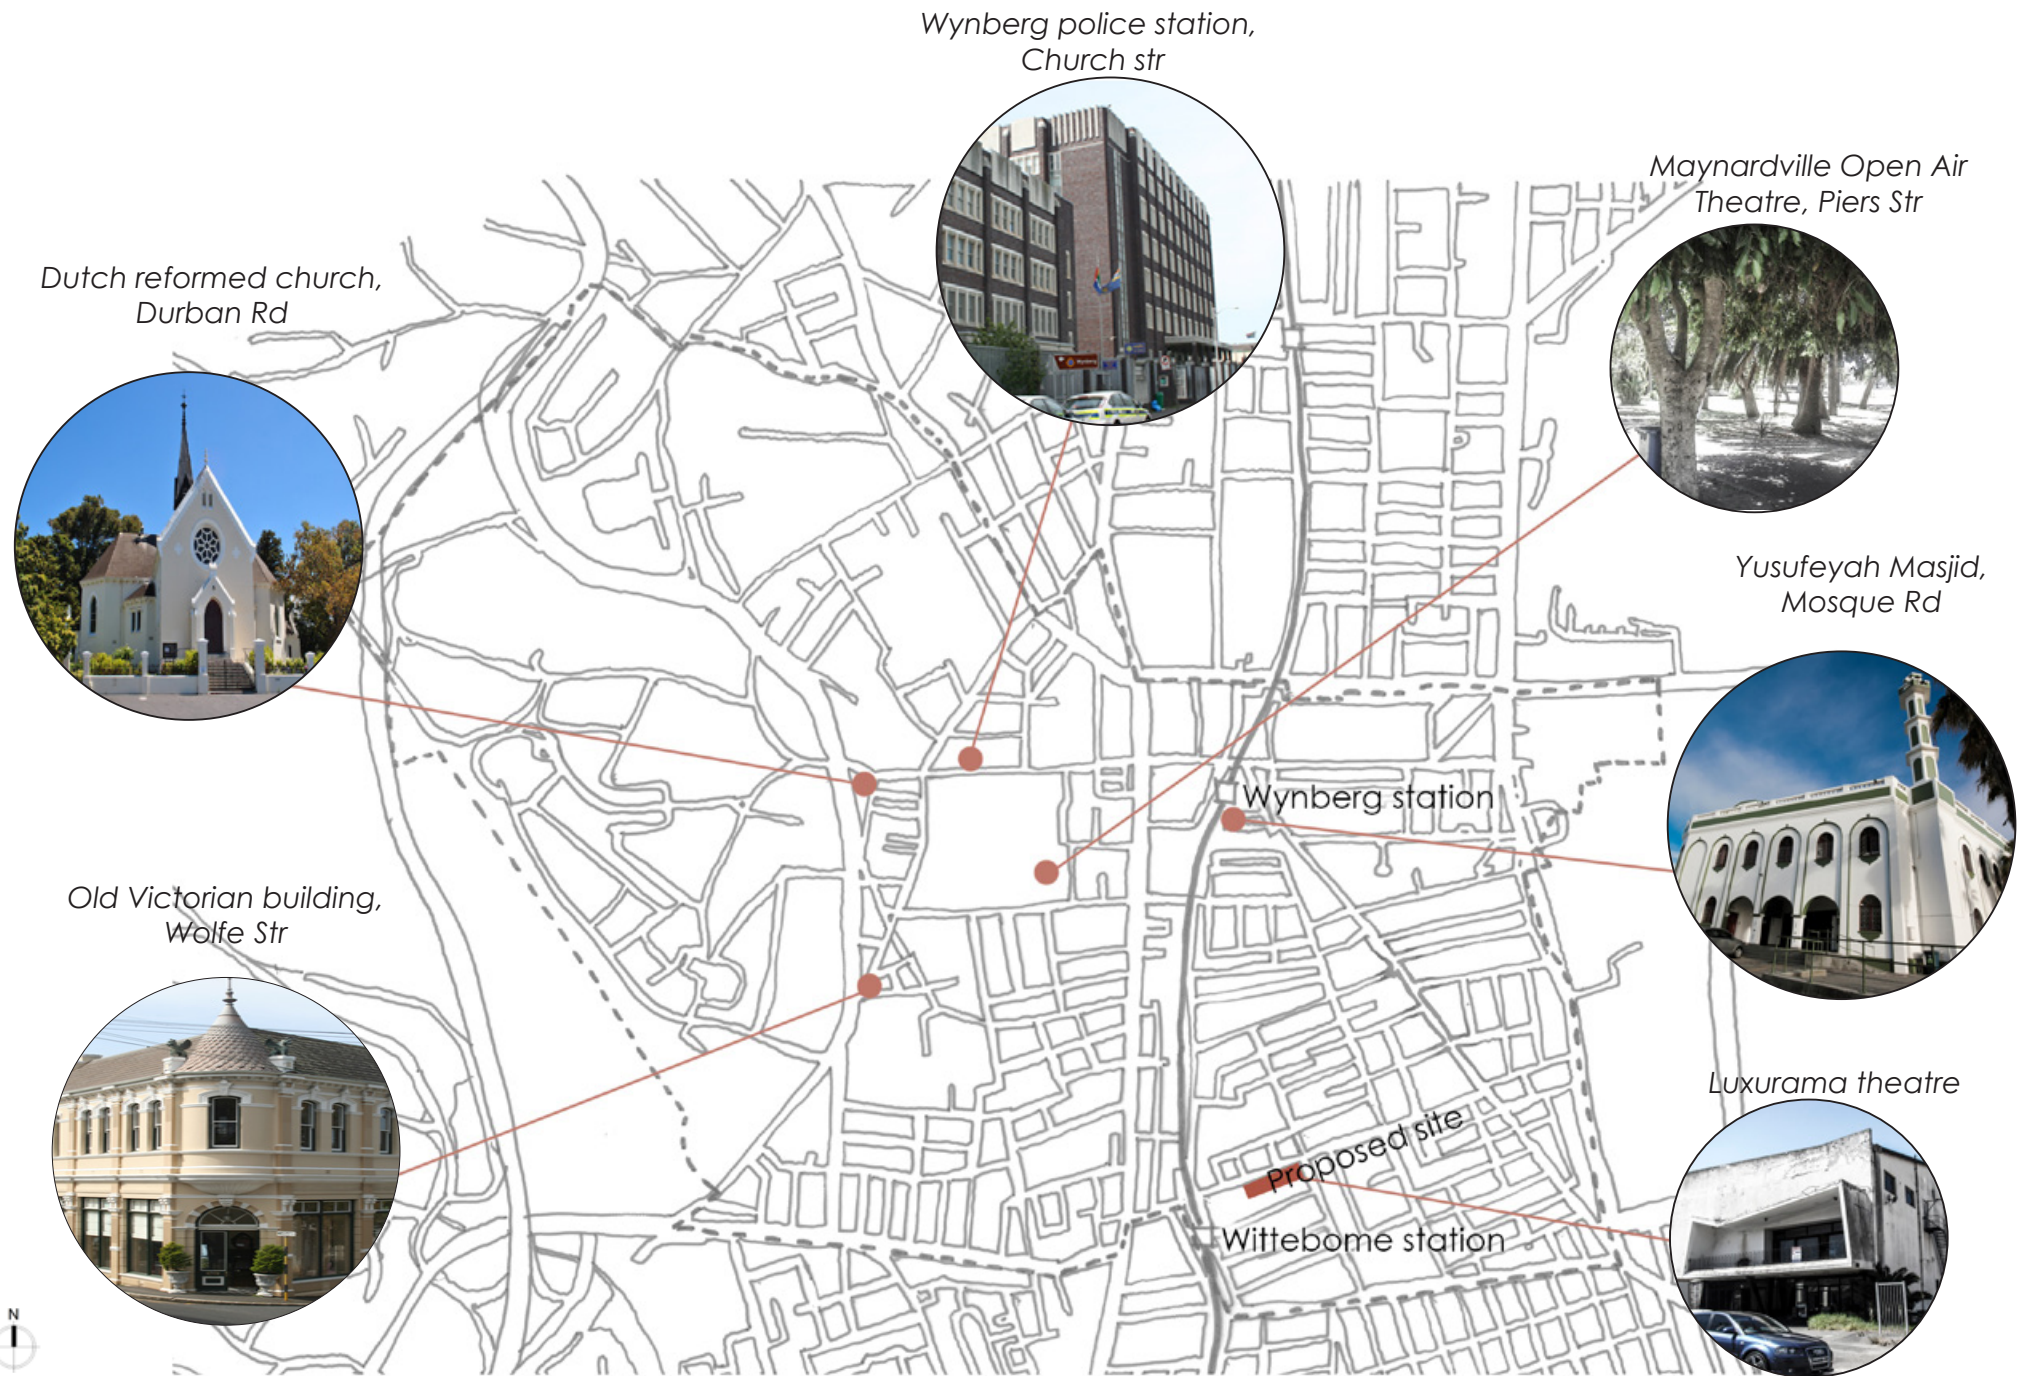 Wynberg police station,
Church str
Maynardville Open Air
Theatre, Piers Str
Dutch reformed church,
Durban Rd
Yusufeyah Masjid,
Mosque Rd
Wynberg station
Old Victorian building,
Wolfe Str
Luxurama theatre
Proposed site
Wittebome station
N